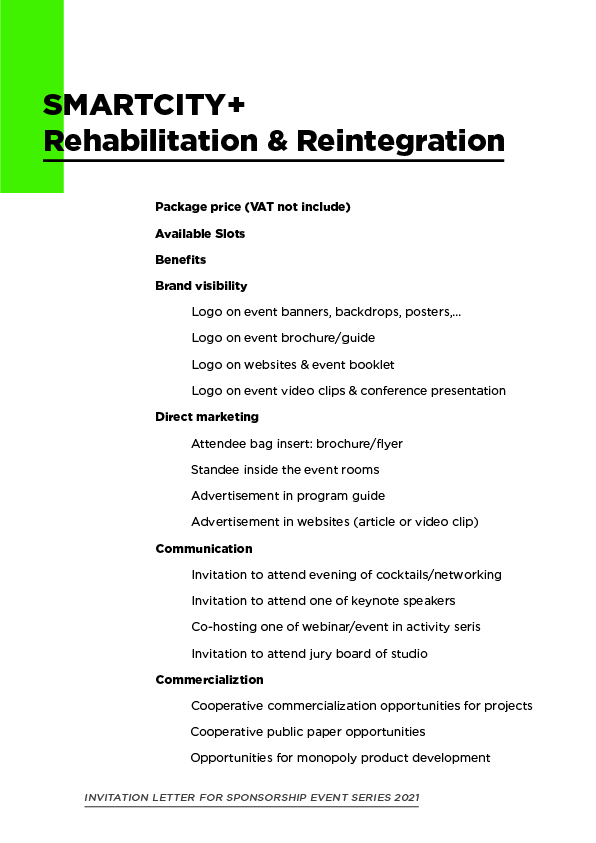 SMARTCITY+
Rehabilitation & Reintegration
Package price (VAT not include)
Available Slots
Benefits
Brand visibility
Logo on event banners, backdrops, posters,...
Logo on event brochure/guide
Logo on websites & event booklet
Logo on event video clips & conference presentation
Direct marketing
Attendee bag insert: brochure/flyer
Standee inside the event rooms
Advertisement in program guide
Advertisement in websites (article or video clip)
Communication
Invitation to attend evening of cocktails/networking
Invitation to attend one of keynote speakers
Co-hosting one of webinar/event in activity seris
Invitation to attend jury board of studio
Commercializtion
Cooperative commercialization opportunities for projects
Cooperative public paper opportunities
Opportunities for monopoly product development
INVITATION LETTER FOR SPONSORSHIP EVENT SERIES 2021